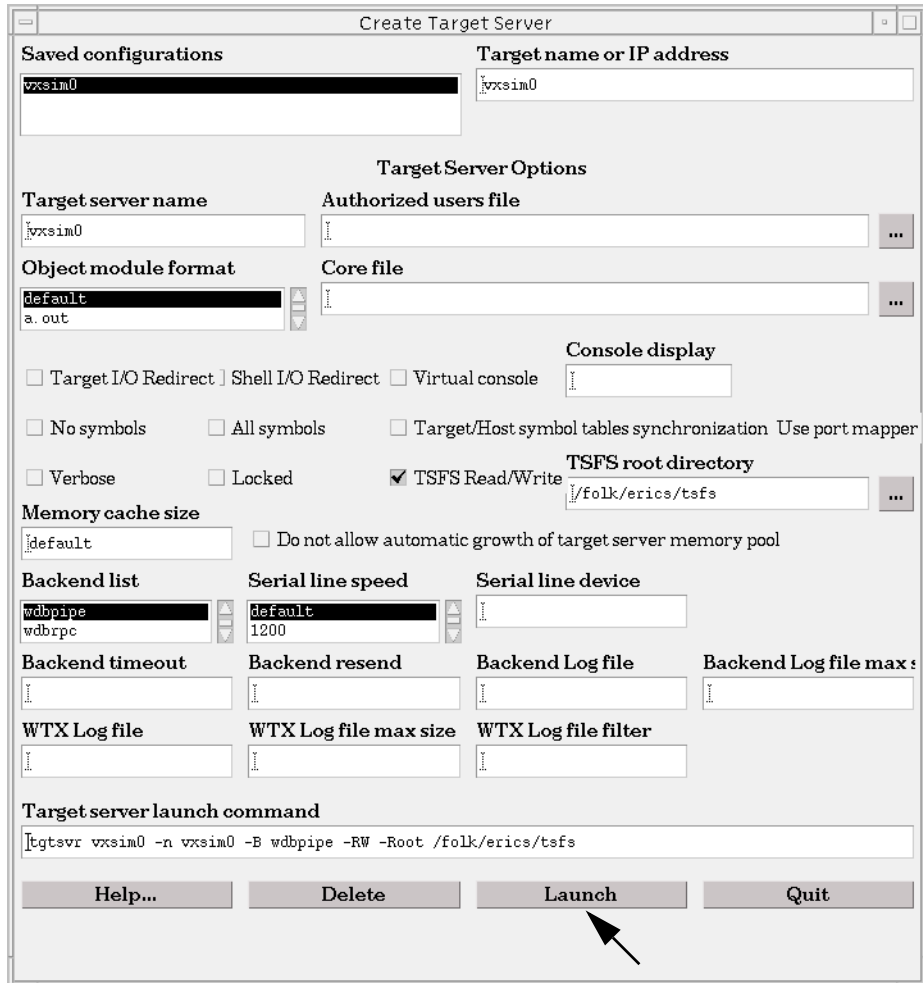 Create Target Server
Saved configurations
Target name or IP address
vxsim0
vxsim0
Target Server Options
Target server name
Authorized users file
vxsim0
...
Object module format
Core file
default
a.out
...
Console display
Target I/O Redirect
Shell I/O Redirect
Virtual console
No symbols
All symbols
Target/Host symbol tables synchronization
Use port mapper
TSFS root directory
Verbose
Locked
TSFS Read/Write
/folk/erics/tsfs
...
Memory cache size
default
Do not allow automatic growth of target server memory pool
Backend list
Serial line speed
Serial line device
wdbpipe
wdbrpc
default
1200
Backend timeout
Backend resend
Backend Log file
Backend Log file max s
WTX Log file
WTX Log file max size
WTX Log file filter
Target server launch command
tgtsvr vxsim0 -n vxsim0 -B wdbpipe -RW -Root /folk/erics/tsfs
Help...
Delete
Launch
Quit